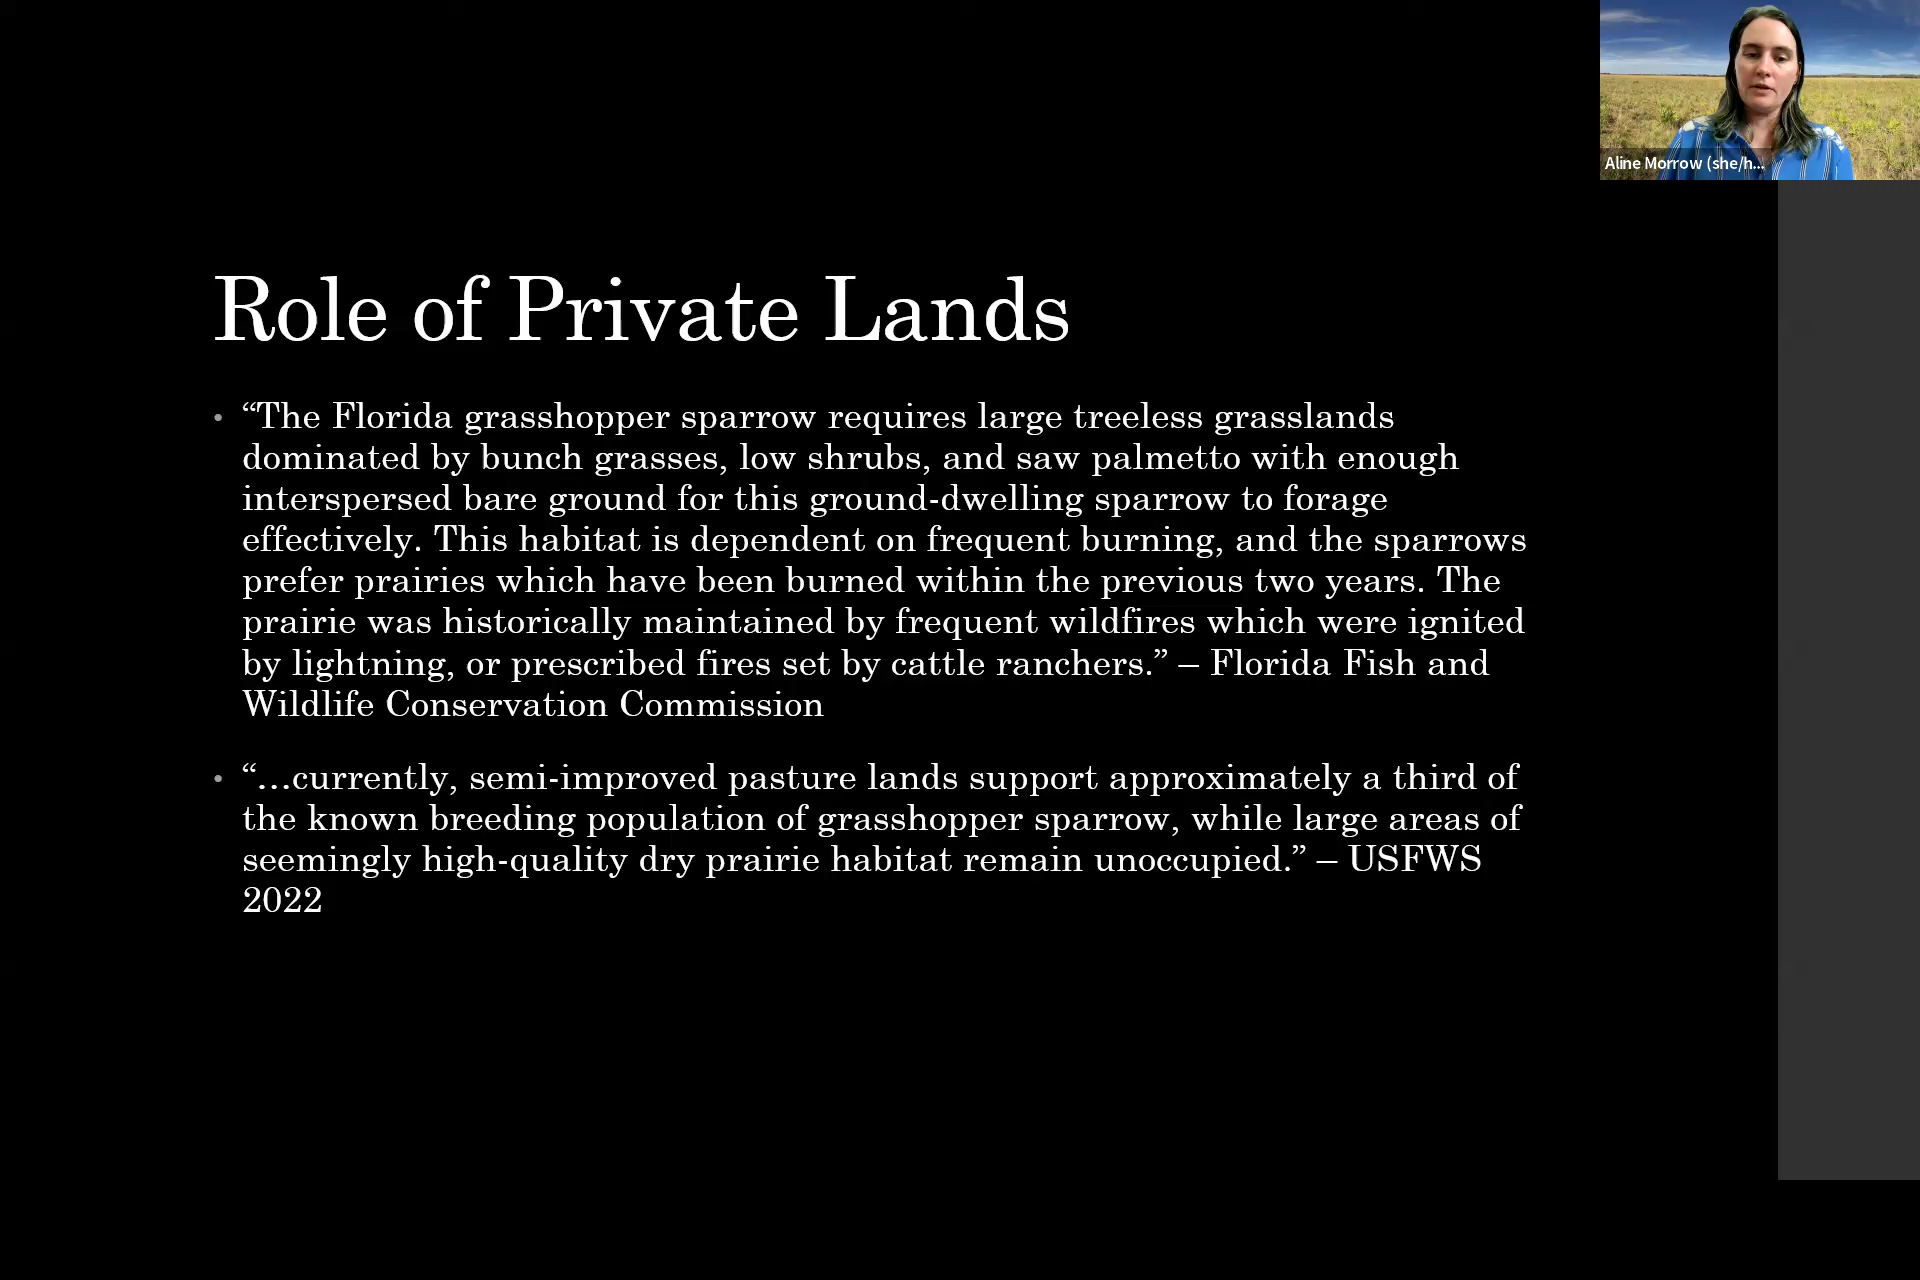 Aline Morrow (she/h...
Role of Private Lands
• “The Florida grasshopper sparrow requires large treeless grasslands
dominated by bunch grasses, low shrubs, and saw palmetto with enough
interspersed bare ground for this ground-dwelling sparrow to forage
effectively. This habitat is dependent on frequent burning, and the sparrows
prefer prairies which have been burned within the previous two years. The
prairie was historically maintained by frequent wildfires which were ignited
by lightning, or prescribed fires set by cattle ranchers.” – Florida Fish and
Wildlife Conservation Commission
• “…currently, semi-improved pasture lands support approximately a third of
the known breeding population of grasshopper sparrow, while large areas of
seemingly high-quality dry prairie habitat remain unoccupied.” – USFWS
2022